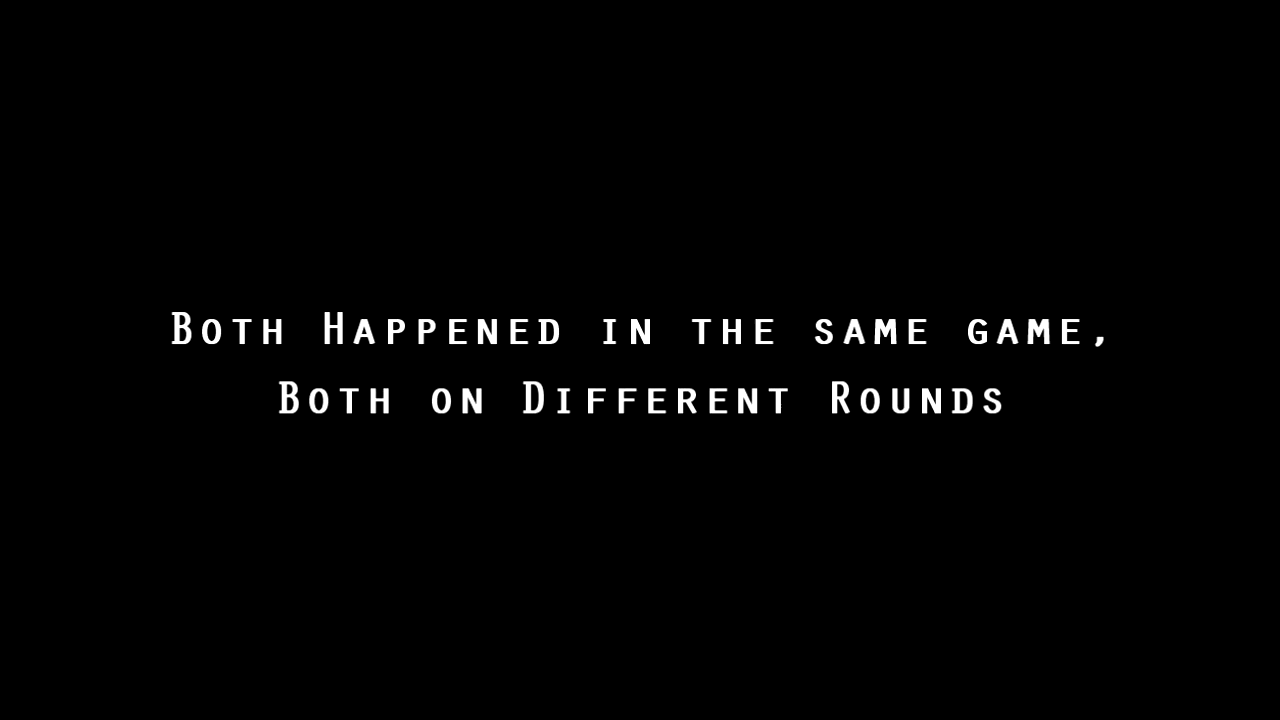 Both Happened in the same game,
Both on Different Rounds